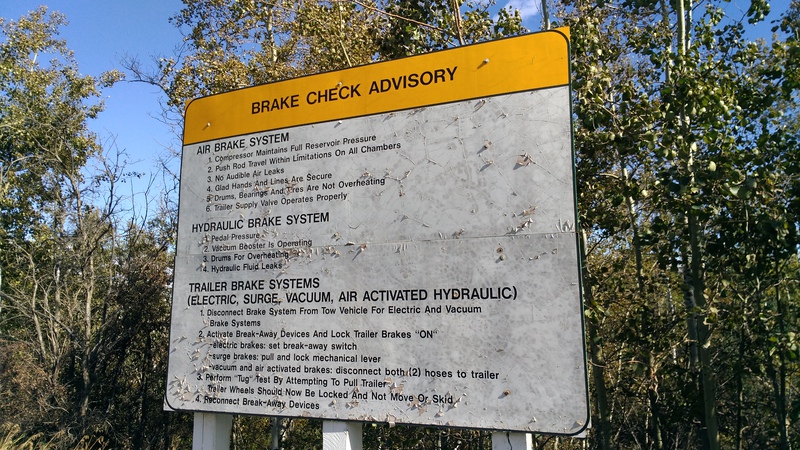 BRAKE CHECK ADVISORY
AIR BRAKE SYSTEM
1. Compressor Maintains Full Reservoir Pressure
2. Push Rod Travel Within Limitations On All Chambers
3. No Audible Air Leaks
4. Glad Hands And Lines Are Secure
5. Drums, Bearings And Tires Are Not Overheating
6. Trailer Supply Valve Operates Properly
HYDRAULIC BRAKE SYSTEM
1. Pedal Pressure
2. Vacuum Booster Is Operating
3. Drums For Overheating
4. Hydraulic Fluid Leaks
TRAILER BRAKE SYSTEMS
(ELECTRIC, SURGE, VACUUM, AIR ACTIVATED HYDRAULIC)
1. Disconnect Brake System From Tow Vehicle For Electric And Vacuum
Brake Systems
2. Activate Break-Away Devices And Lock Trailer Brakes "ON"
-electric brakes: set break-away switch
-surge brakes: pull and lock mechanical lever
-vacuum and air activated brakes: disconnect both (2) hoses to trailer
3. Perform "Tug" Test By Attempting To Pull Trailer
Trailer Wheels Should Now Be Locked And Not Move Or Skid
4. Reconnect Break-Away Devices